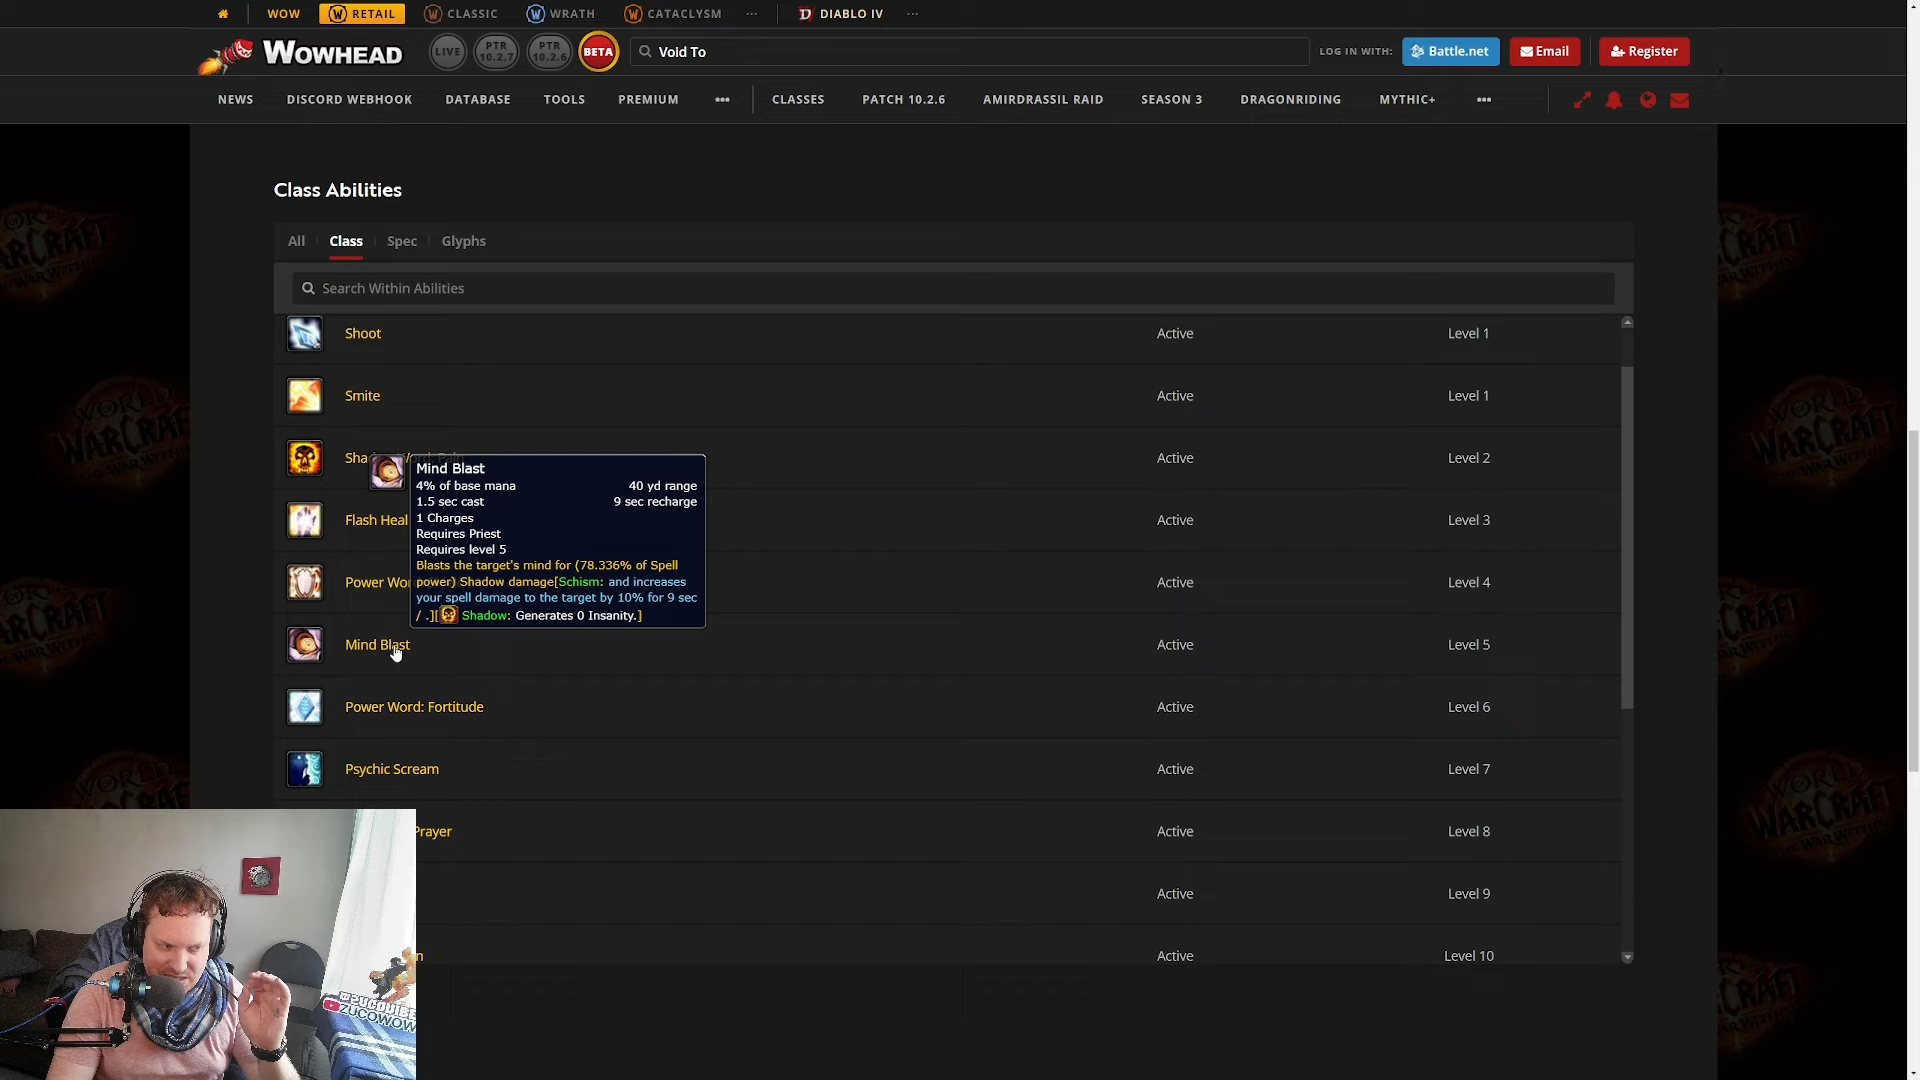 WOW
RETAIL
CLASSIC
WRATH
CATACLYSM
DIABLO IV
WOWHEAD
LIVE
PTR 10.2.7
PTR 10.2.6
BETA
Void To
LOG IN WITH:
Battle.net
Email
Register
NEWS
DISCORD WEBHOOK
DATABASE
TOOLS
PREMIUM
CLASSES
PATCH 10.2.6
AMIRDRASSIL RAID
SEASON 3
DRAGONRIDING
MYTHIC+
Class Abilities
All
Class
Spec
Glyphs
Search Within Abilities
Shoot Active Level 1
Smite Active Level 1
Shadow Word: Pain Active Level 2
Mind Blast
4% of base mana 40 yd range
1.5 sec cast 9 sec recharge
1 Charges
Requires Priest
Requires level 5
Blasts the target's mind for (78.336% of Spell
power) Shadow damage[Schism: and increases
your spell damage to the target by 10% for 9 sec
/ .][ Shadow: Generates 0 Insanity.]
Flash Heal Active Level 3
Power Wor Active Level 4
Mind Blast Active Level 5
Power Word: Fortitude Active Level 6
Psychic Scream Active Level 7
Prayer Active Level 8
Active Level 9
Active Level 10
ZUCOWOW